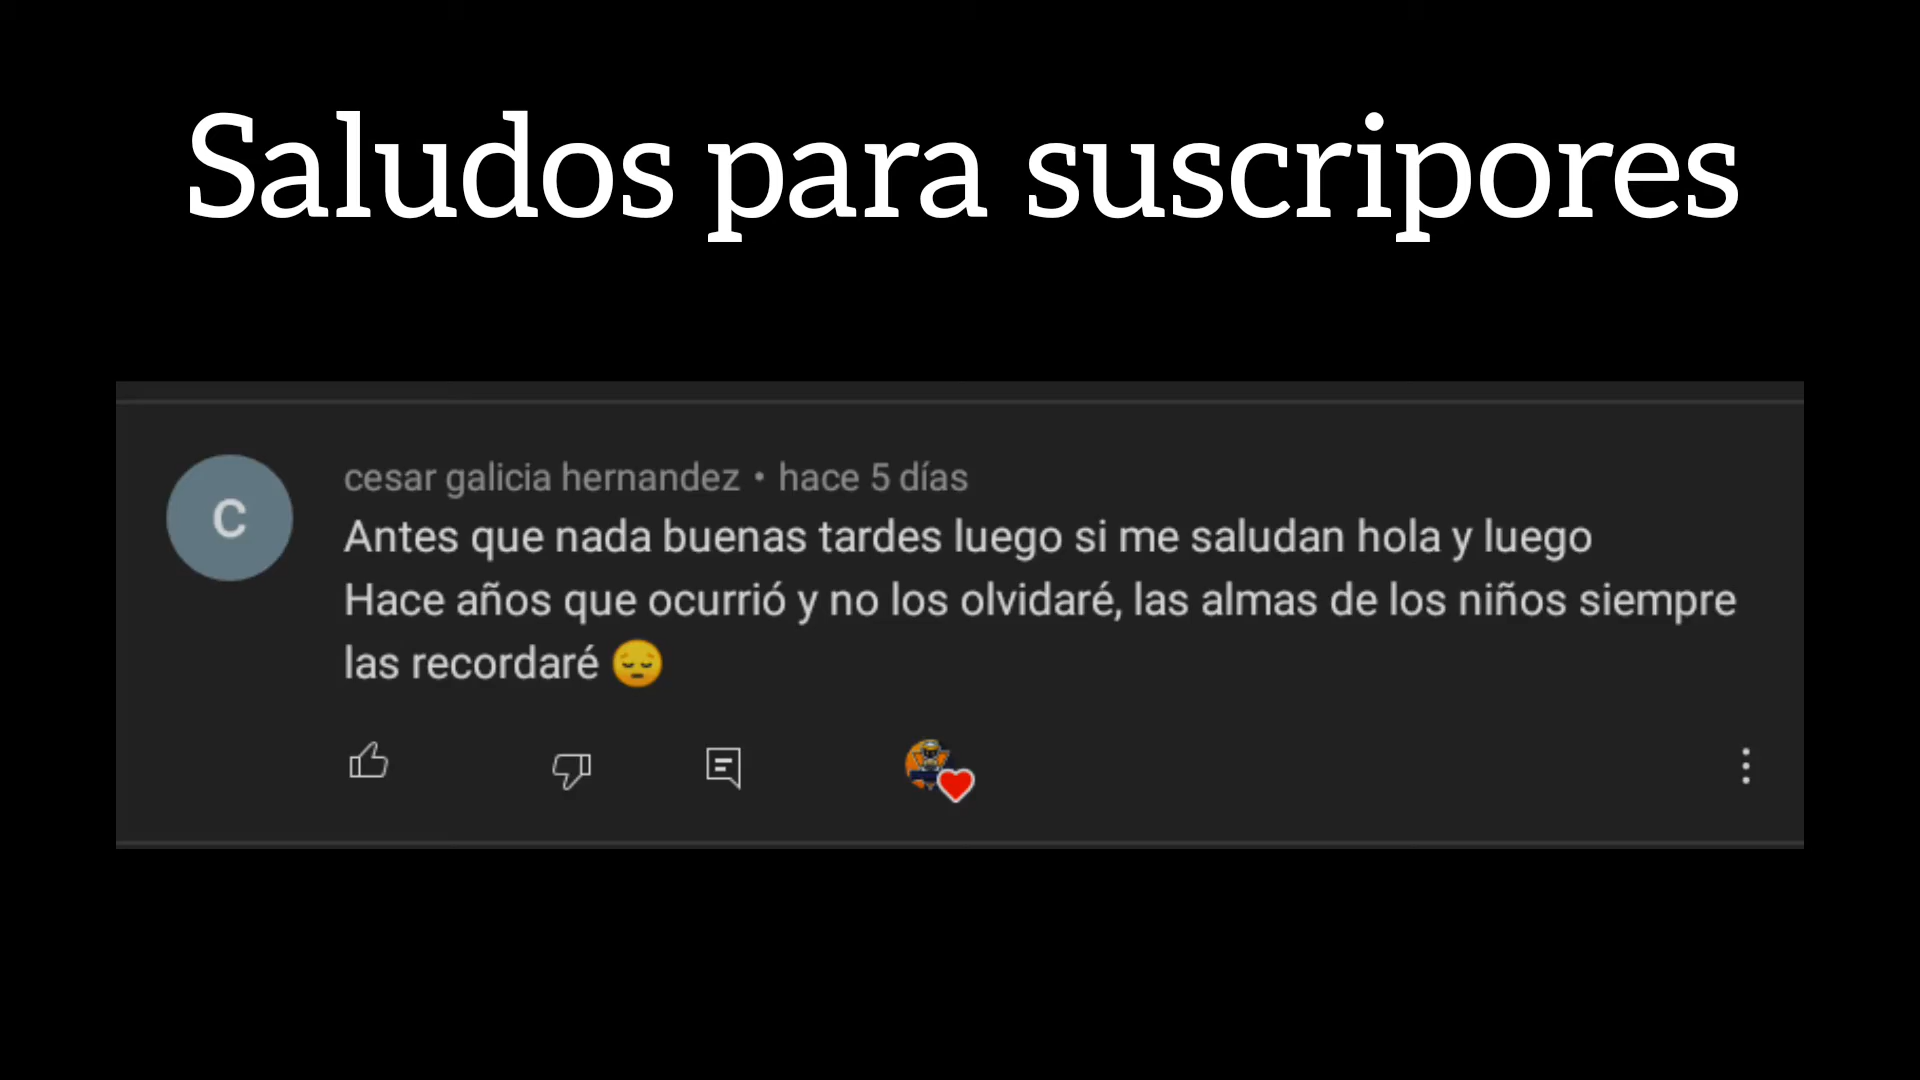 Saludos para suscripores
C
cesar galicia hernandez • hace 5 días
Antes que nada buenas tardes luego si me saludan hola y luego
Hace años que ocurrió y no los olvidaré, las almas de los niños siempre
las recordaré 😔